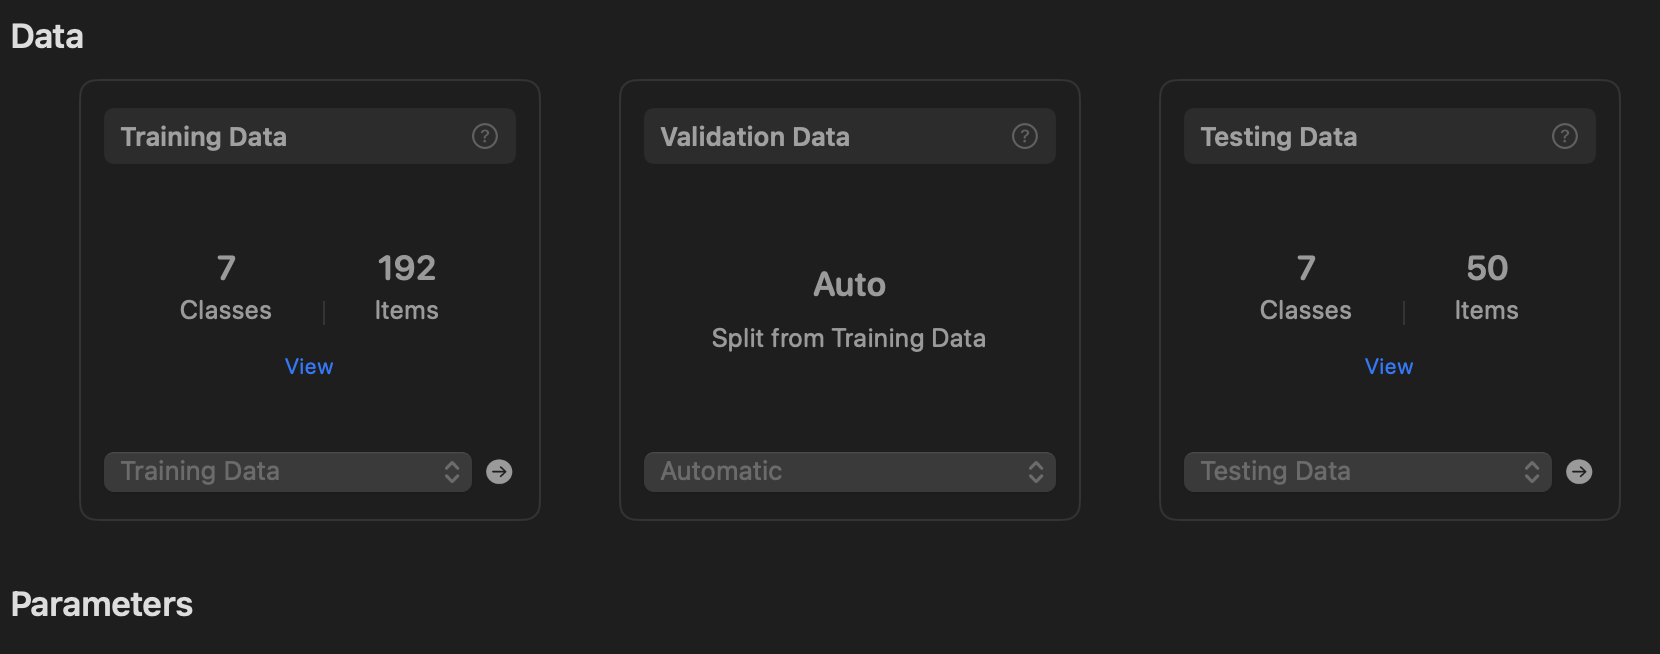 Data
Training Data
7
Classes
192
Items
View
Training Data
Validation Data
Auto
Split from Training Data
Automatic
Testing Data
7
Classes
50
Items
View
Testing Data
Parameters